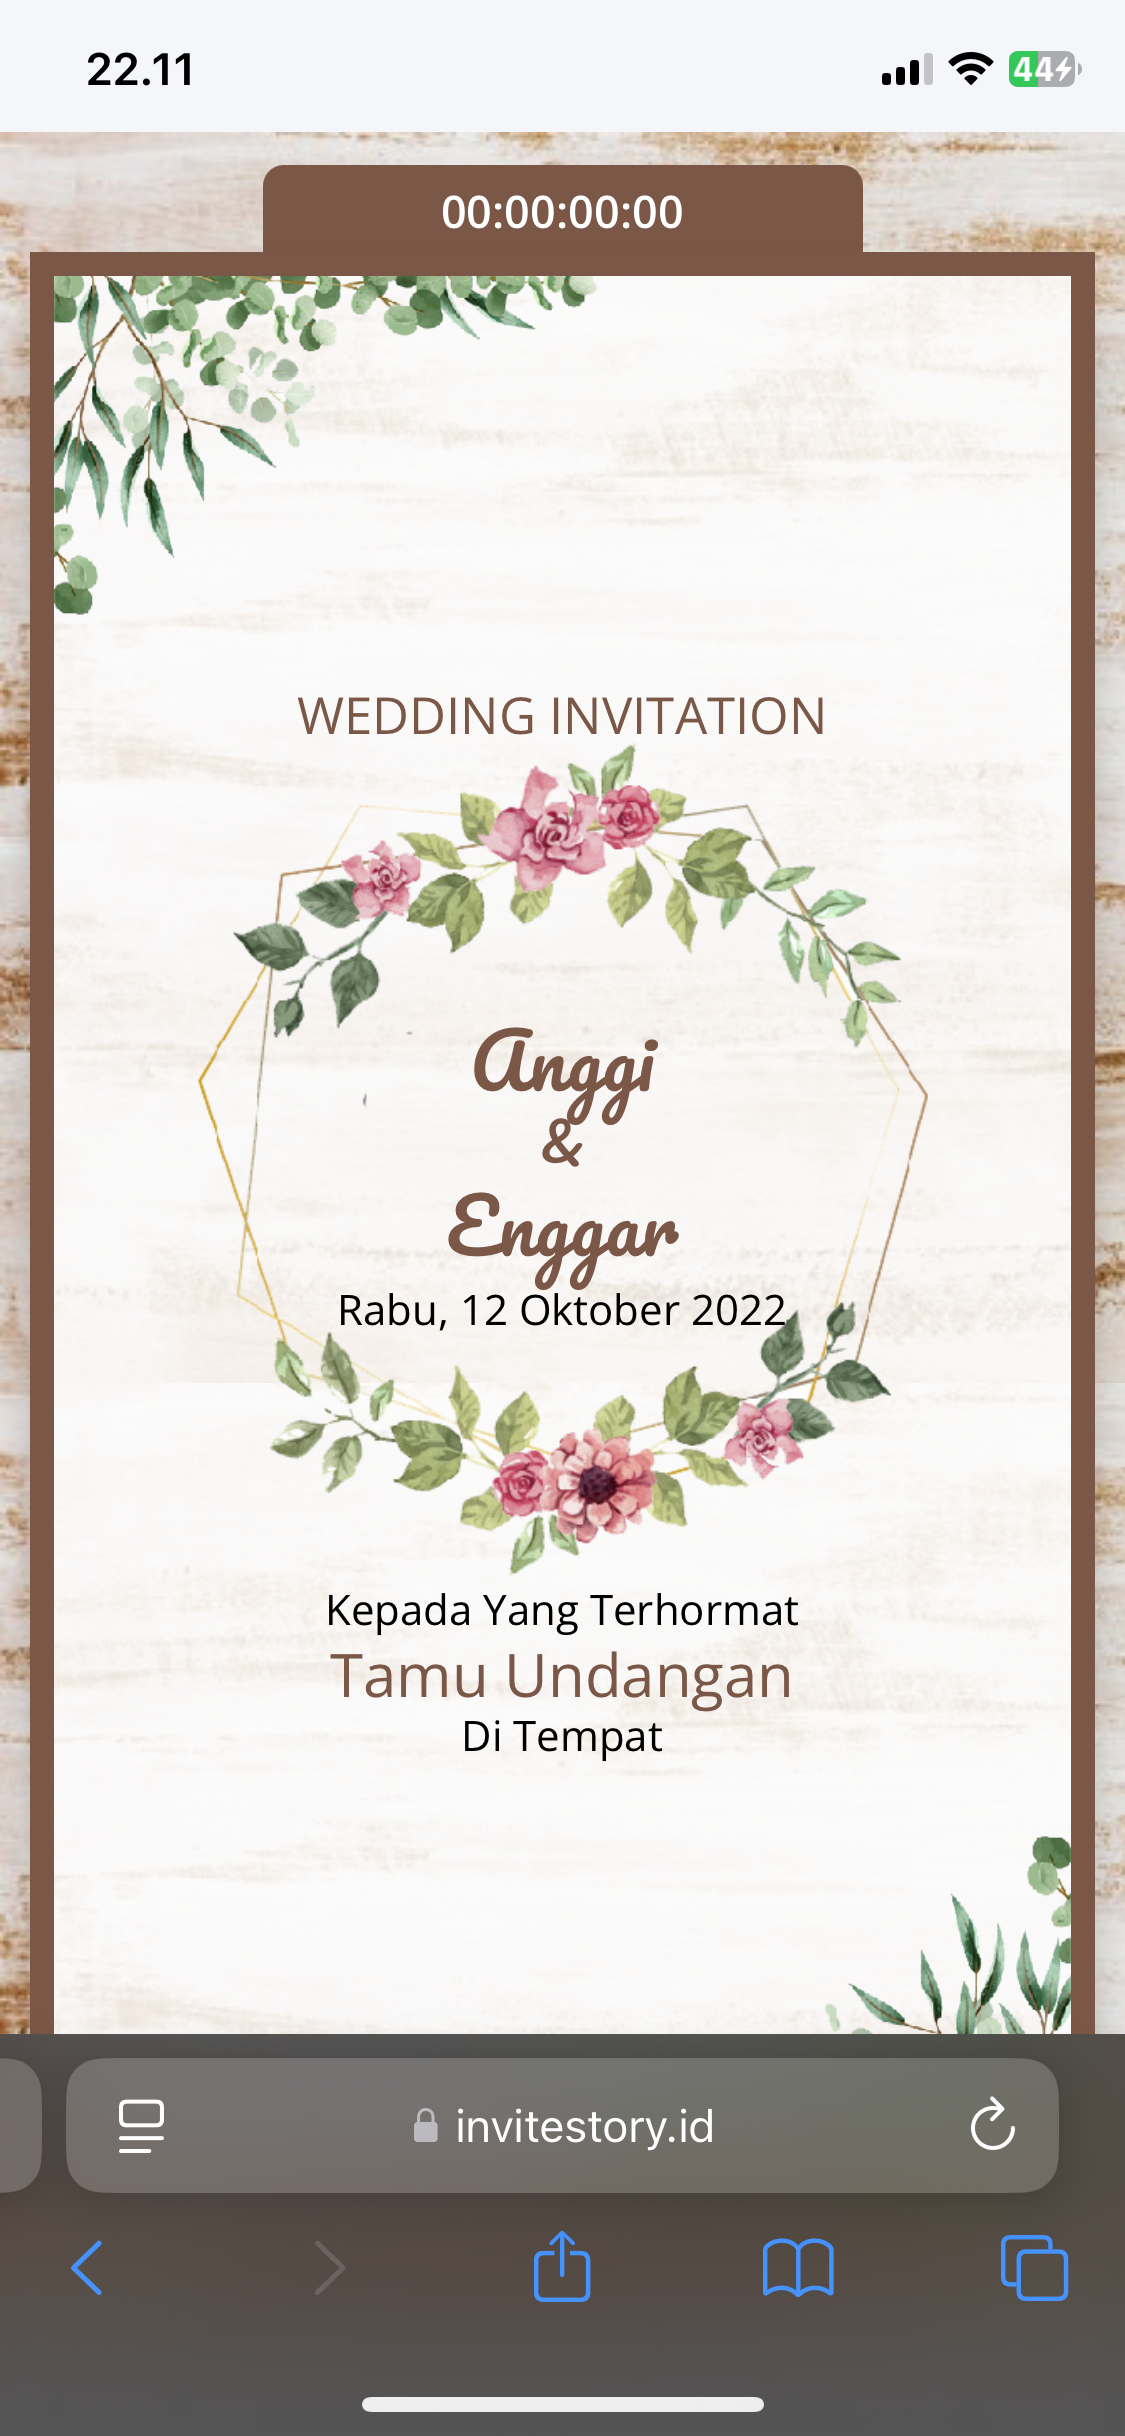 22.11
44
00:00:00:00
WEDDING INVITATION
Anggi
&
Enggar
Rabu, 12 Oktober 2022
Kepada Yang Terhormat
Tamu Undangan
Di Tempat
invitestory.id